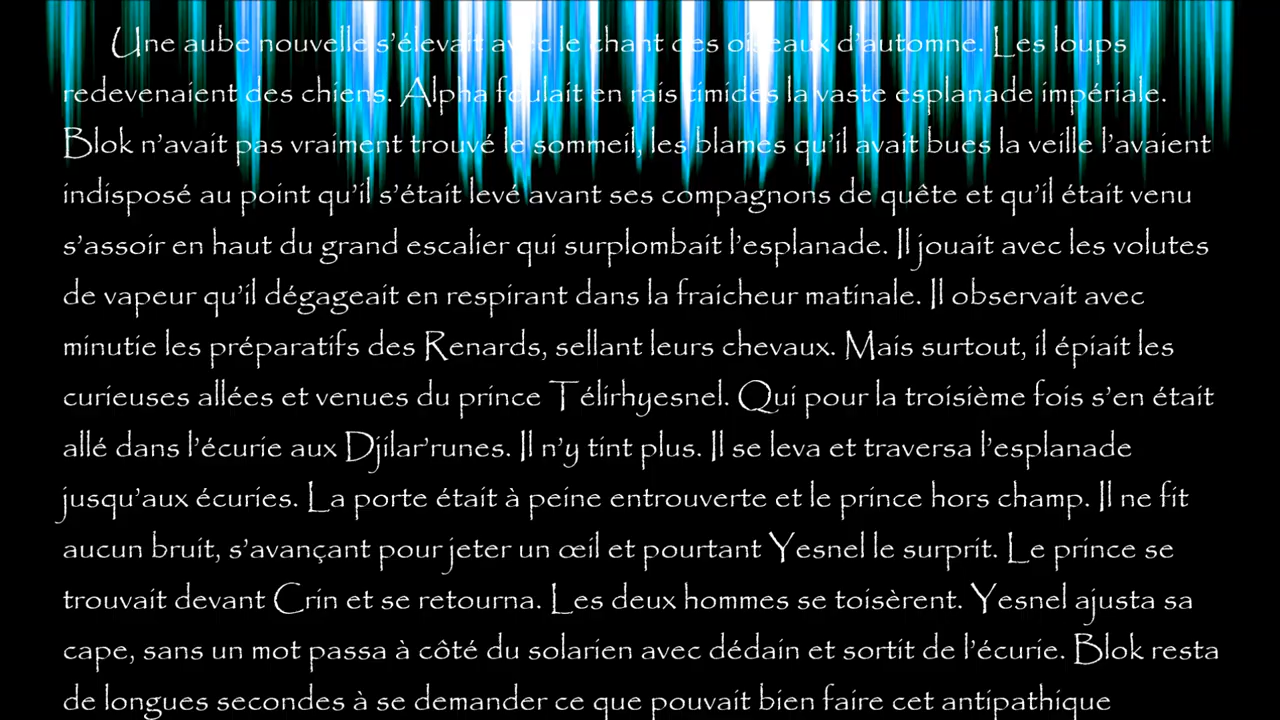 Une aube nouvelle s'élevait avec le chant des oiseaux d'automne. Les loups
redevenaient des chiens. Alpha foulait en rais timides la vaste esplanade impériale.
Blok n'avait pas vraiment trouvé le sommeil, les blames qu'il avait bues la veille l'avaient
indisposé au point qu'il s'était levé avant ses compagnons de quête et qu'il était venu
s'assoir en haut du grand escalier qui surplombait l'esplanade. Il jouait avec les volutes
de vapeur qu'il dégageait en respirant dans la fraicheur matinale. Il observait avec
minutie les préparatifs des Renards, sellant leurs chevaux. Mais surtout, il épiait les
curieuses allées et venues du prince Télirhyesnel. Qui pour la troisième fois s'en était
allé dans l'écurie aux Djilar'runes. Il n'y tint plus. Il se leva et traversa l'esplanade
jusqu'aux écuries. La porte était à peine entrouverte et le prince hors champ. Il ne fit
aucun bruit, s'avançant pour jeter un œil et pourtant Yesnel le surprit. Le prince se
trouvait devant Crin et se retourna. Les deux hommes se toisèrent. Yesnel ajusta sa
cape, sans un mot passa à côté du solarien avec dédain et sortit de l'écurie. Blok resta
de longues secondes à se demander ce que pouvait bien faire cet antipathique